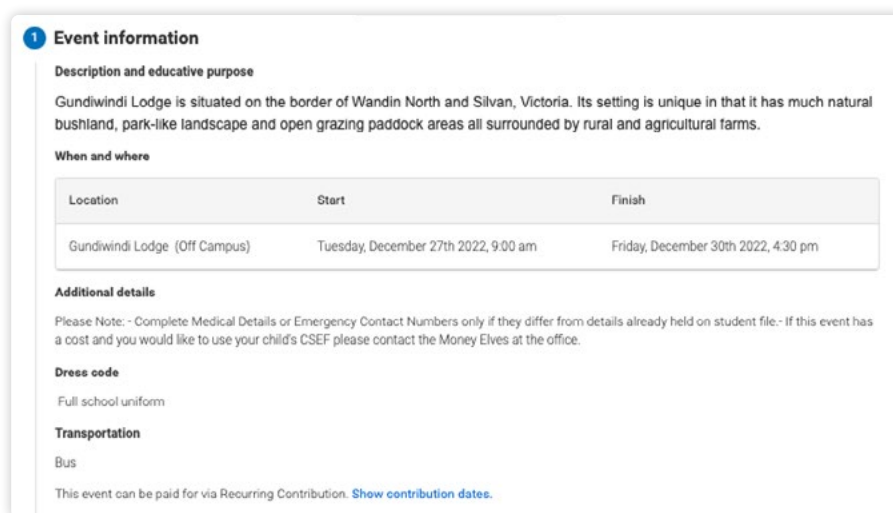 1 Event information
Description and educative purpose
Gundiwindi Lodge is situated on the border of Wandin North and Silvan, Victoria. Its setting is unique in that it has much natural
bushland, park-like landscape and open grazing paddock areas all surrounded by rural and agricultural farms.
When and where
Location Start Finish
Gundiwindi Lodge (Off Campus) Tuesday, December 27th 2022, 9:00 am Friday, December 30th 2022, 4:30 pm
Additional details
Please Note: - Complete Medical Details or Emergency Contact Numbers only if they differ from details already held on student file.- If this event has
a cost and you would like to use your child's CSEF please contact the Money Elves at the office.
Dress code
Full school uniform
Transportation
Bus
This event can be paid for via Recurring Contribution. Show contribution dates.